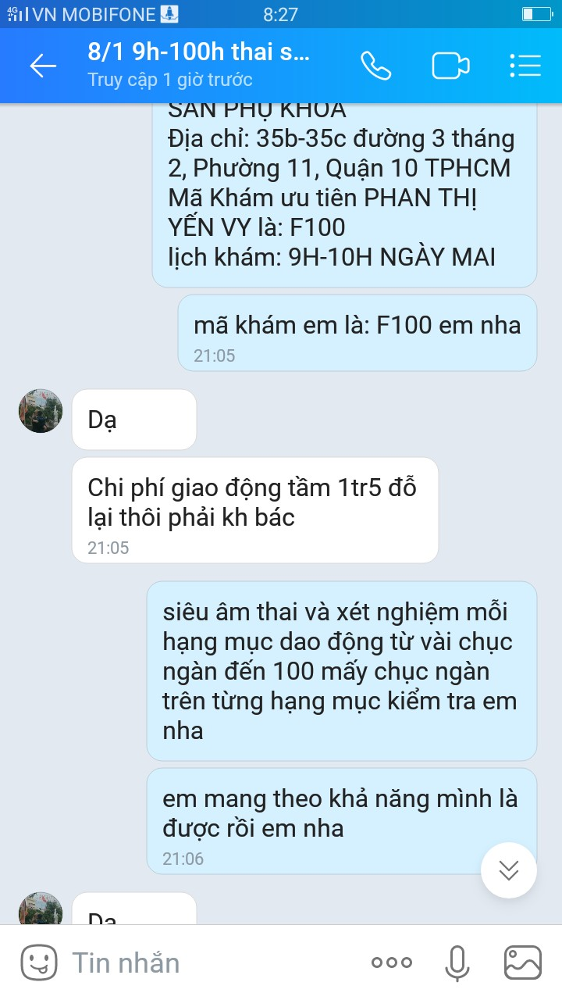 4G VN MOBIFONE 8:27
8/1 9h-100h thai s...
Truy cập 1 giờ trước
SẢN PHỤ KHOA
Địa chỉ: 35b-35c đường 3 tháng
2, Phường 11, Quận 10 TPHCM
Mã Khám ưu tiên PHAN THỊ
YẾN VY là: F100
lịch khám: 9H-10H NGÀY MAI
mã khám em là: F100 em nha
21:05
Dạ
Chi phí giao động tầm 1tr5 đỗ
lại thôi phải kh bác
21:05
siêu âm thai và xét nghiệm mỗi
hạng mục dao động từ vài chục
ngàn đến 100 mấy chục ngàn
trên từng hạng mục kiểm tra em
nha
em mang theo khả năng mình là
được rồi em nha
21:06
Dạ
Tin nhắn